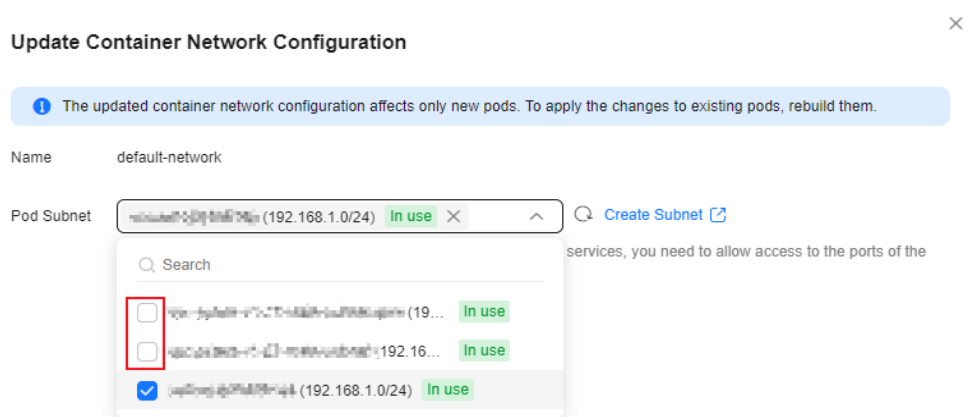 Update Container Network Configuration
The updated container network configuration affects only new pods. To apply the changes to existing pods, rebuild them.
Name default-network
Pod Subnet (192.168.1.0/24) In use Create Subnet
services, you need to allow access to the ports of the
Search
(19... In use
(192.16... In use
(192.168.1.0/24) In use